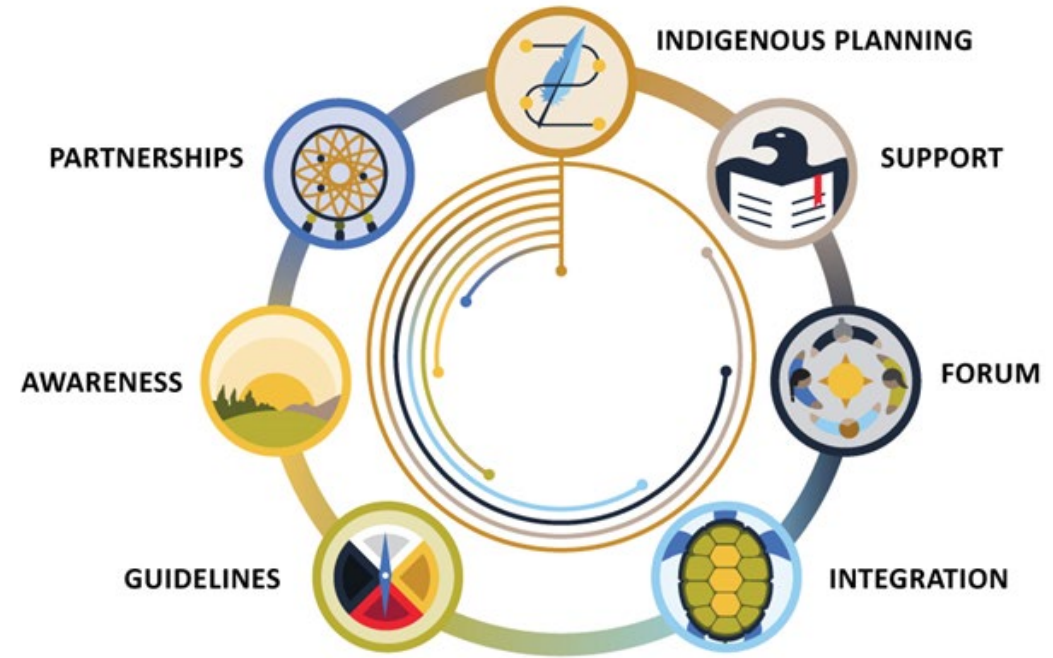 INDIGENOUS PLANNING
SUPPORT
FORUM
INTEGRATION
GUIDELINES
AWARENESS
PARTNERSHIPS